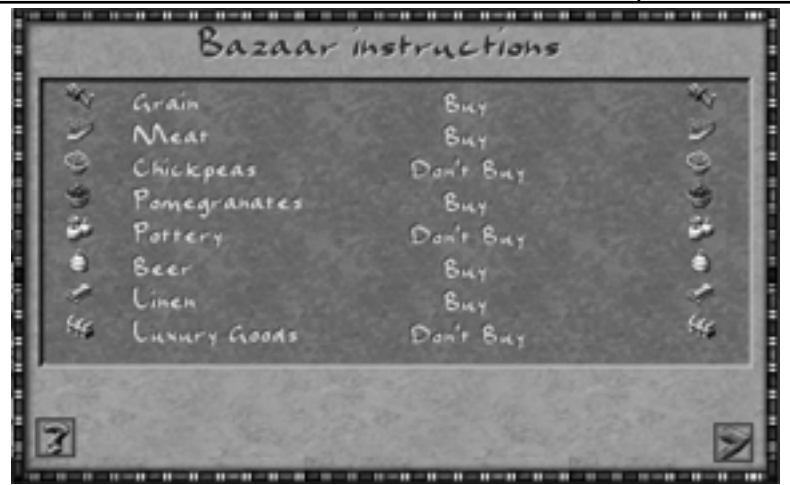 Bazaar instructions
Grain Buy
Meat Buy
Chickpeas Don't Buy
Pomegranates Buy
Pottery Don't Buy
Beer Buy
Linen Buy
Luxury Goods Don't Buy
?